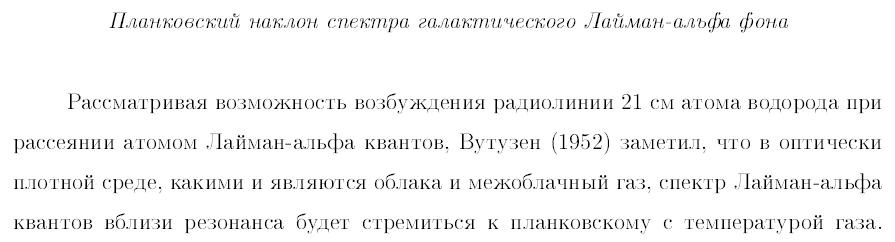 Планковский наклон спектра галактического Лайман-альфа фона
Рассматривая возможность возбуждения радиолинии 21 см атома водорода при
рассеянии атомом Лайман-альфа квантов, Вутузен (1952) заметил, что в оптически
плотной среде, какими и являются облака и межоблачный газ, спектр Лайман-альфа
квантов вблизи резонанса будет стремиться к планковскому с температурой газа.